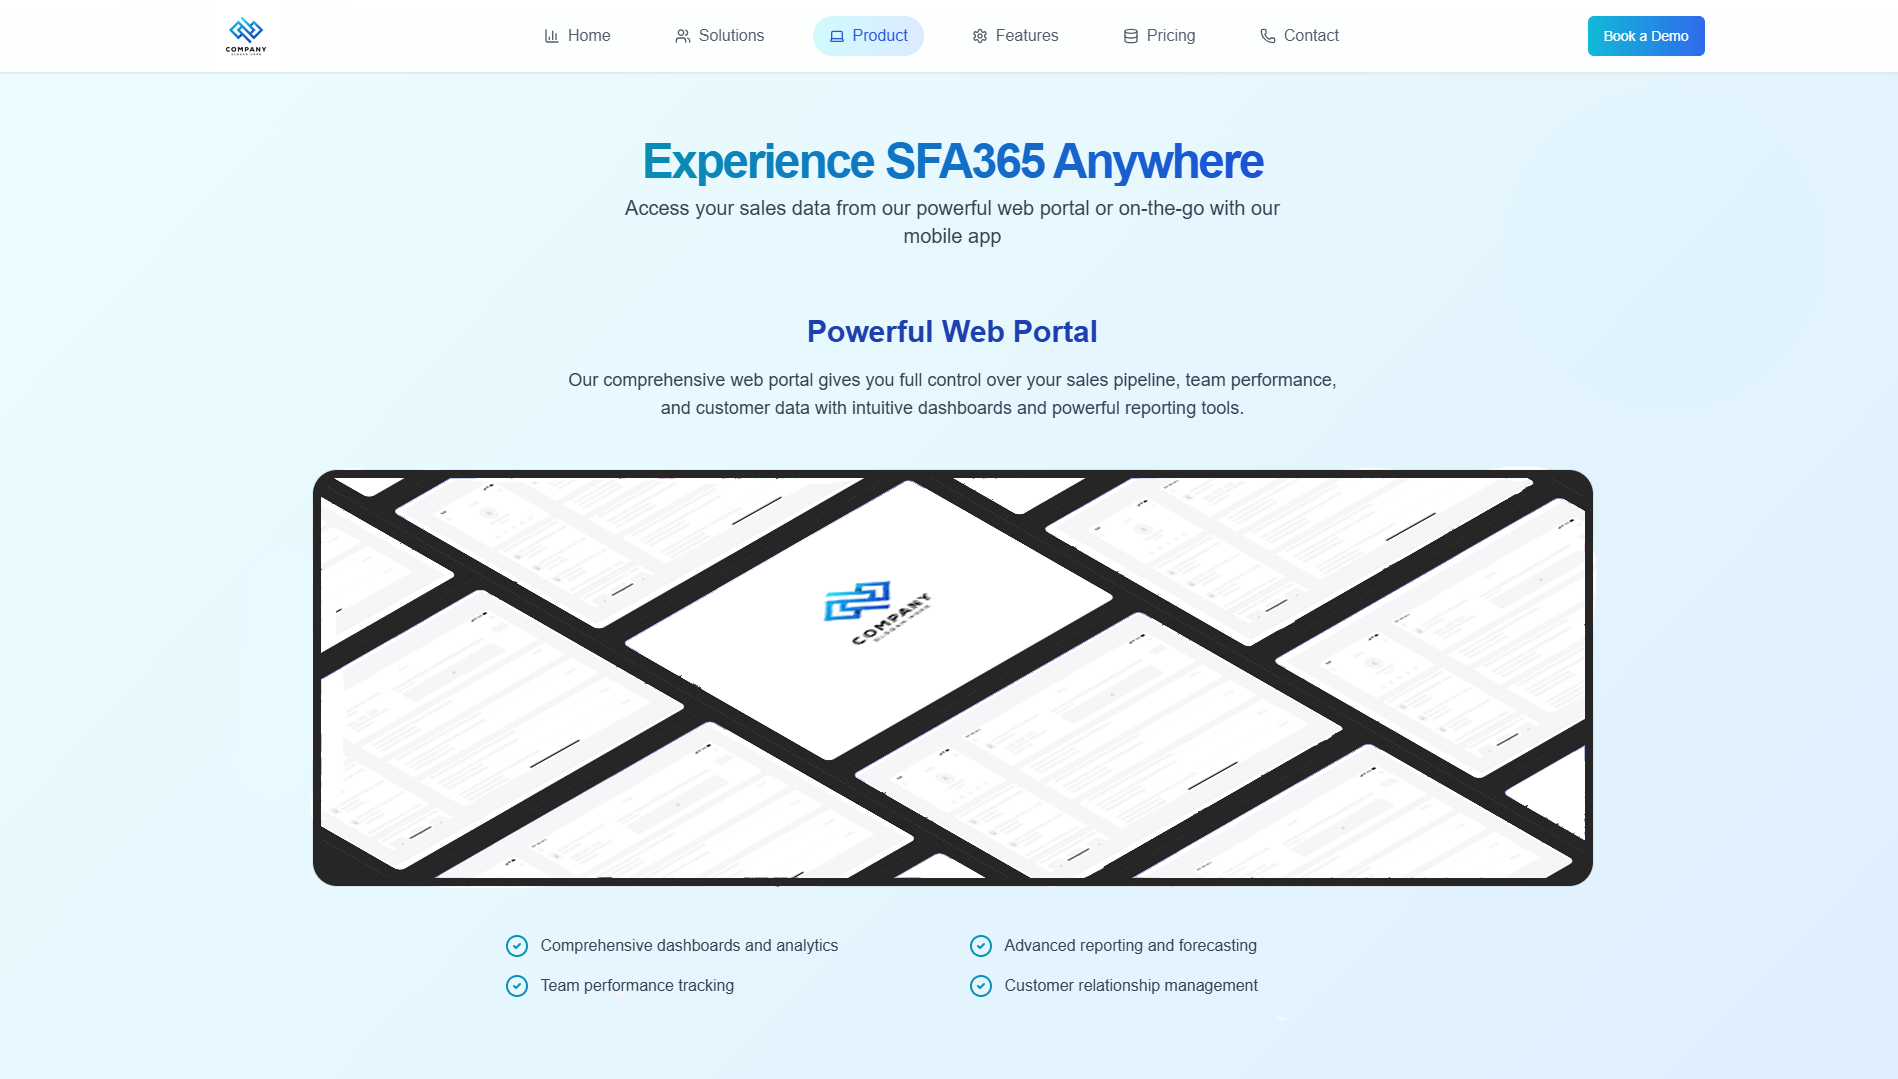 COMPANY
SLOGAN HERE
Home
Solutions
Product
Features
Pricing
Contact
Book a Demo
Experience SFA365 Anywhere
Access your sales data from our powerful web portal or on-the-go with our
mobile app
Powerful Web Portal
Our comprehensive web portal gives you full control over your sales pipeline, team performance,
and customer data with intuitive dashboards and powerful reporting tools.
COMPANY
Comprehensive dashboards and analytics
Advanced reporting and forecasting
Team performance tracking
Customer relationship management